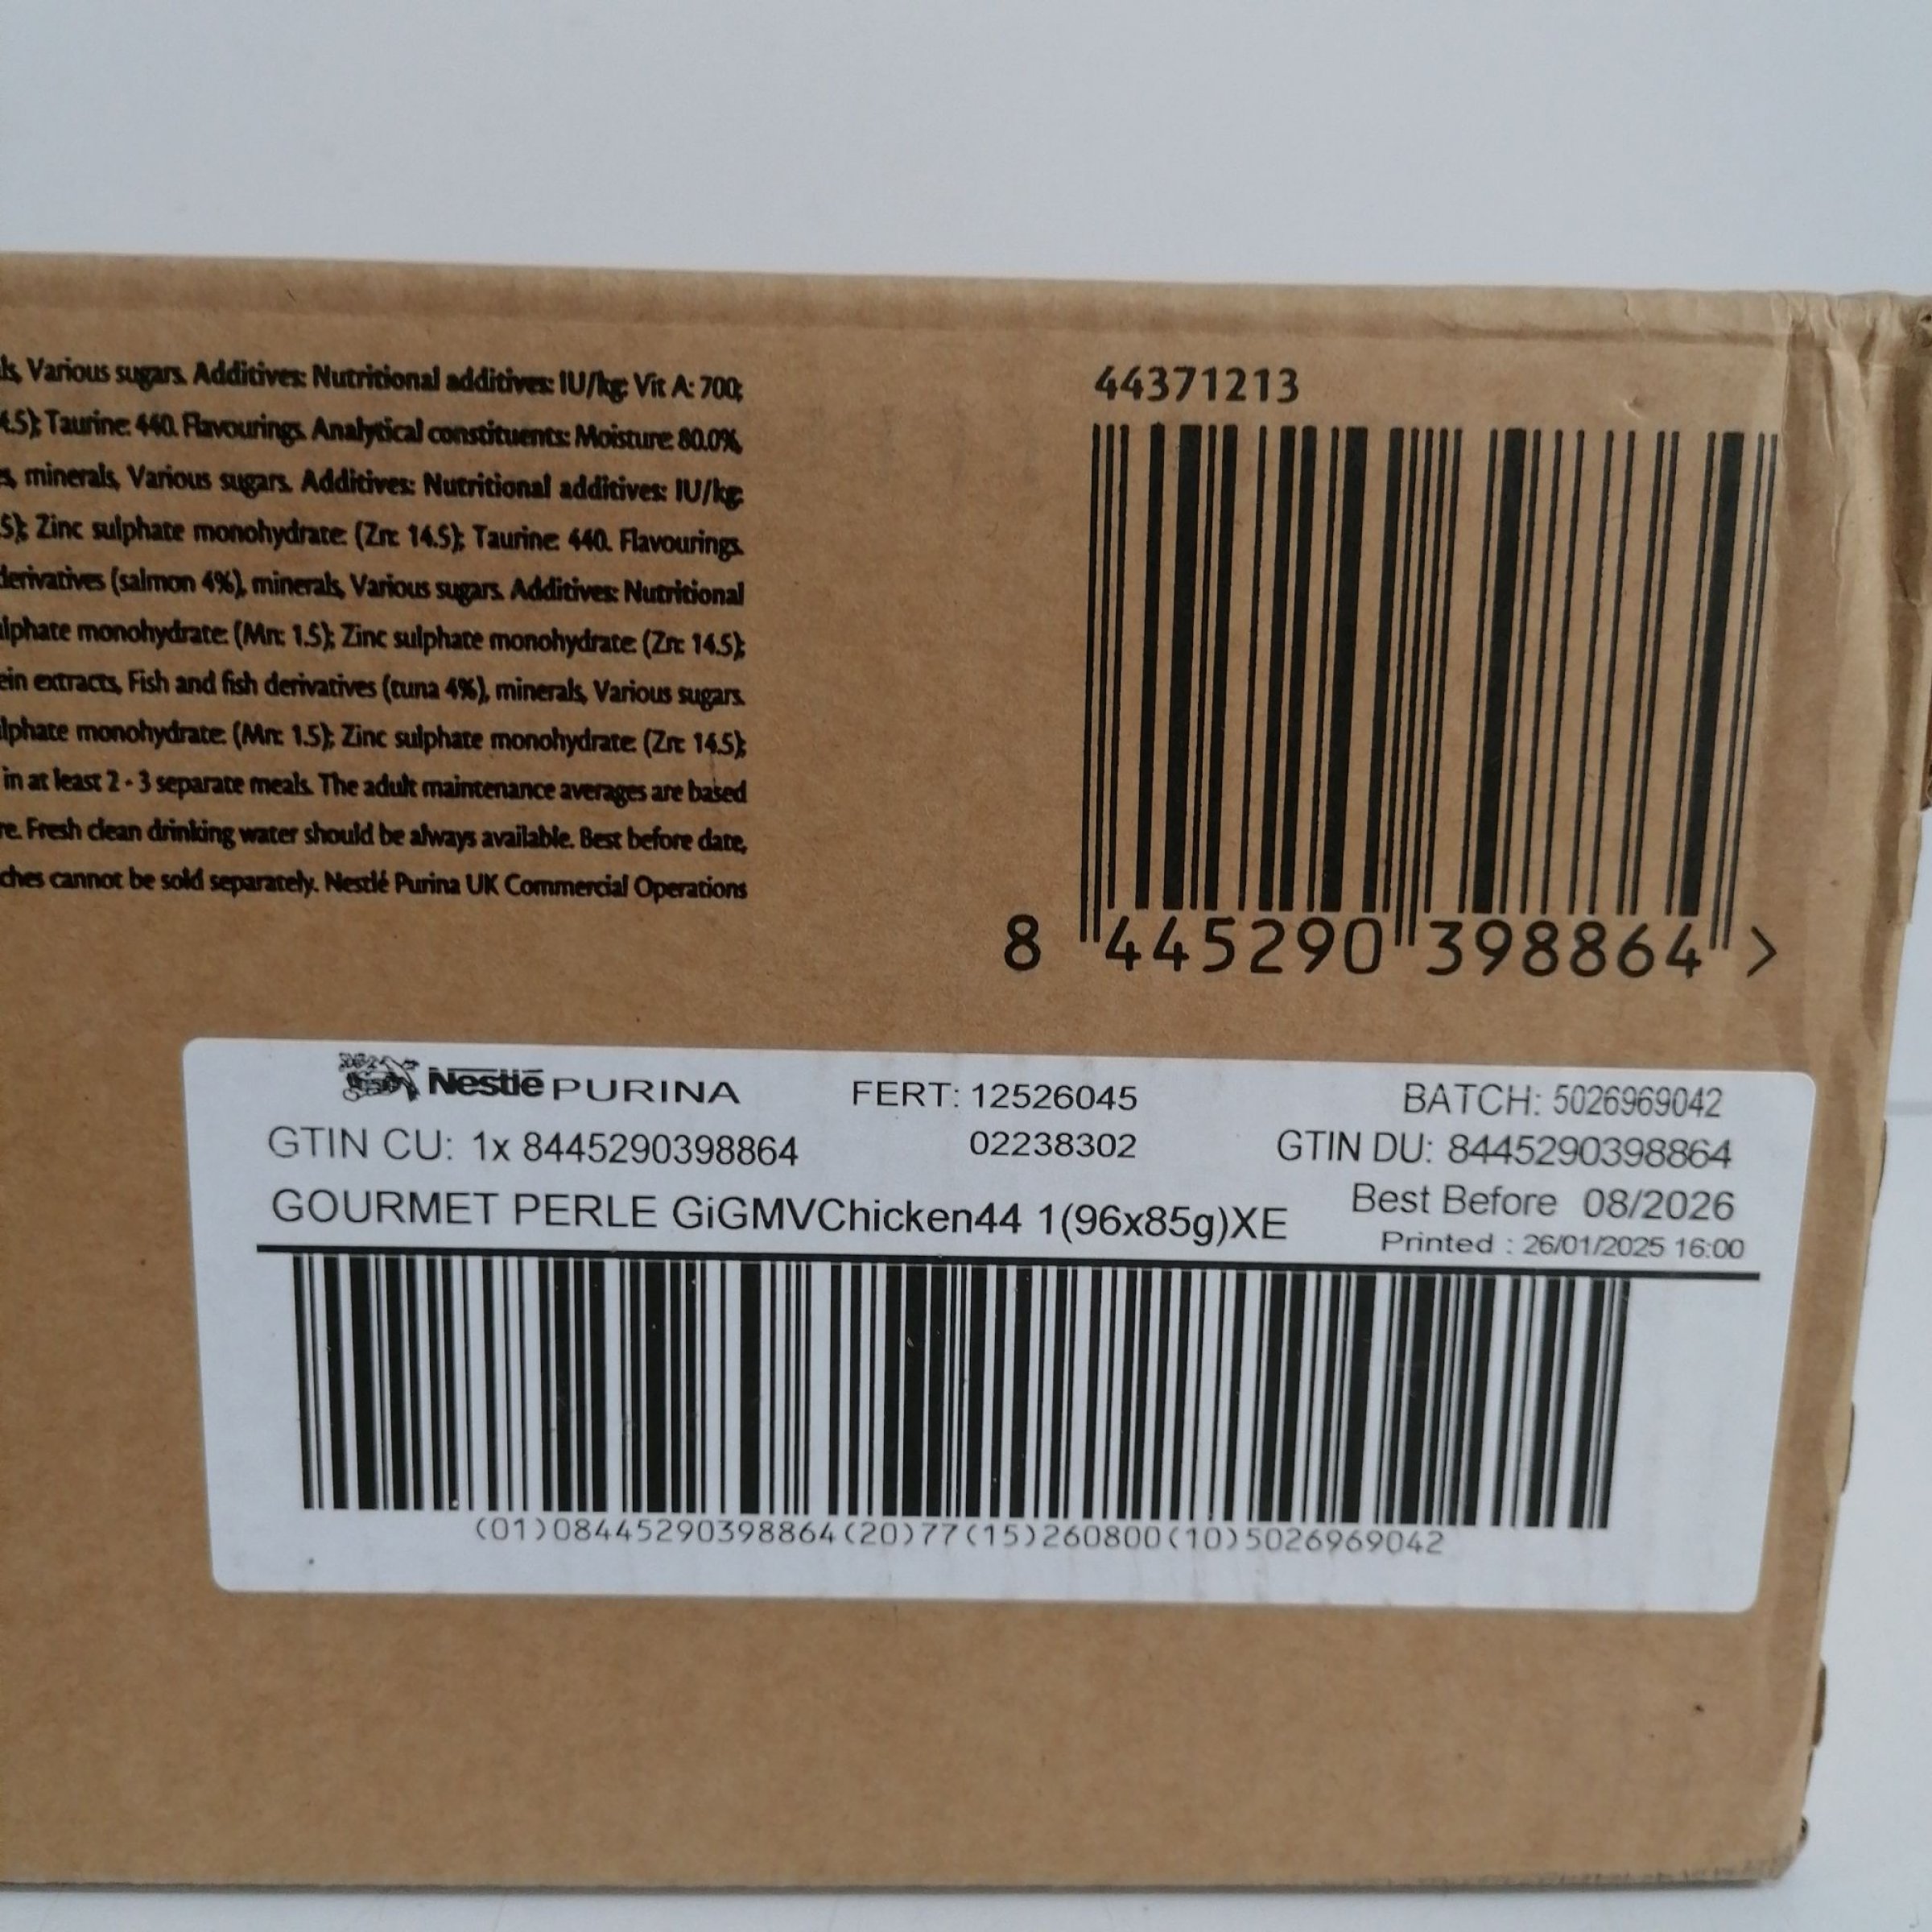 Various sugars. Additives: Nutritional additives: IU/kg: Vit A: 700;
4.5); Taurine: 440. Flavourings. Analytical constituents: Moisture: 80.0%,
minerals, Various sugars. Additives: Nutritional additives: IU/kg:
5); Zinc sulphate monohydrate: (Zn: 14.5); Taurine: 440. Flavourings.
derivatives (salmon 4%), minerals, Various sugars. Additives: Nutritional
lphate monohydrate: (Mn: 1.5); Zinc sulphate monohydrate: (Zn: 14.5);
ein extracts, Fish and fish derivatives (tuna 4%), minerals, Various sugars.
lphate monohydrate: (Mn: 1.5); Zinc sulphate monohydrate: (Zn: 14.5);
in at least 2 - 3 separate meals. The adult maintenance averages are based
re. Fresh clean drinking water should be always available. Best before date,
ches cannot be sold separately. Nestlé Purina UK Commercial Operations
44371213
8 445290 398864 >
Nestlé PURINA FERT: 12526045 BATCH: 5026969042
GTIN CU: 1x 8445290398864 02238302 GTIN DU: 8445290398864
GOURMET PERLE GiGMVChicken44 1(96x85g)XE Best Before 08/2026
Printed : 26/01/2025 16:00
(01)08445290398864(20)77(15)260800(10)5026969042